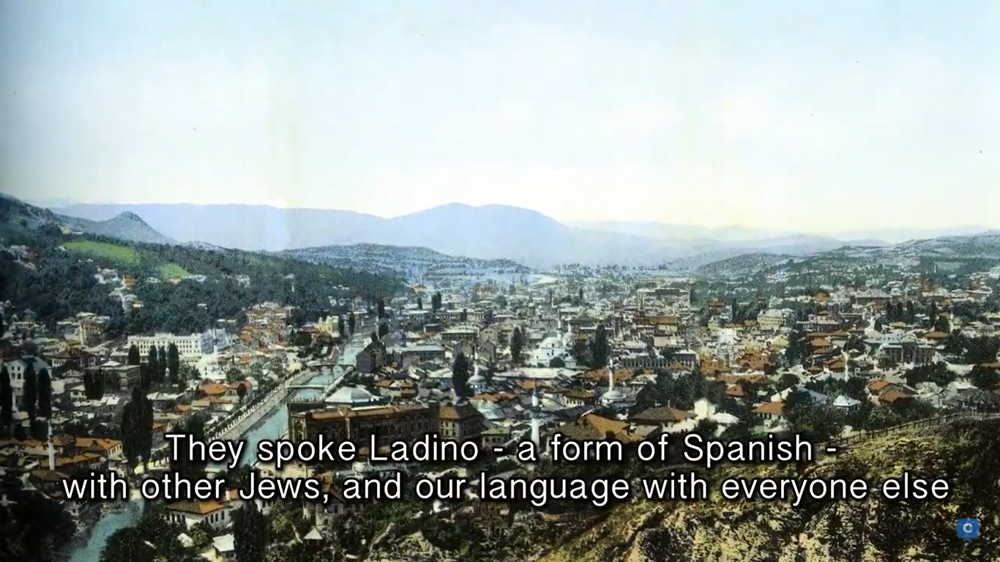 They spoke Ladino - a form of Spanish -
with other Jews, and our language with everyone else
C